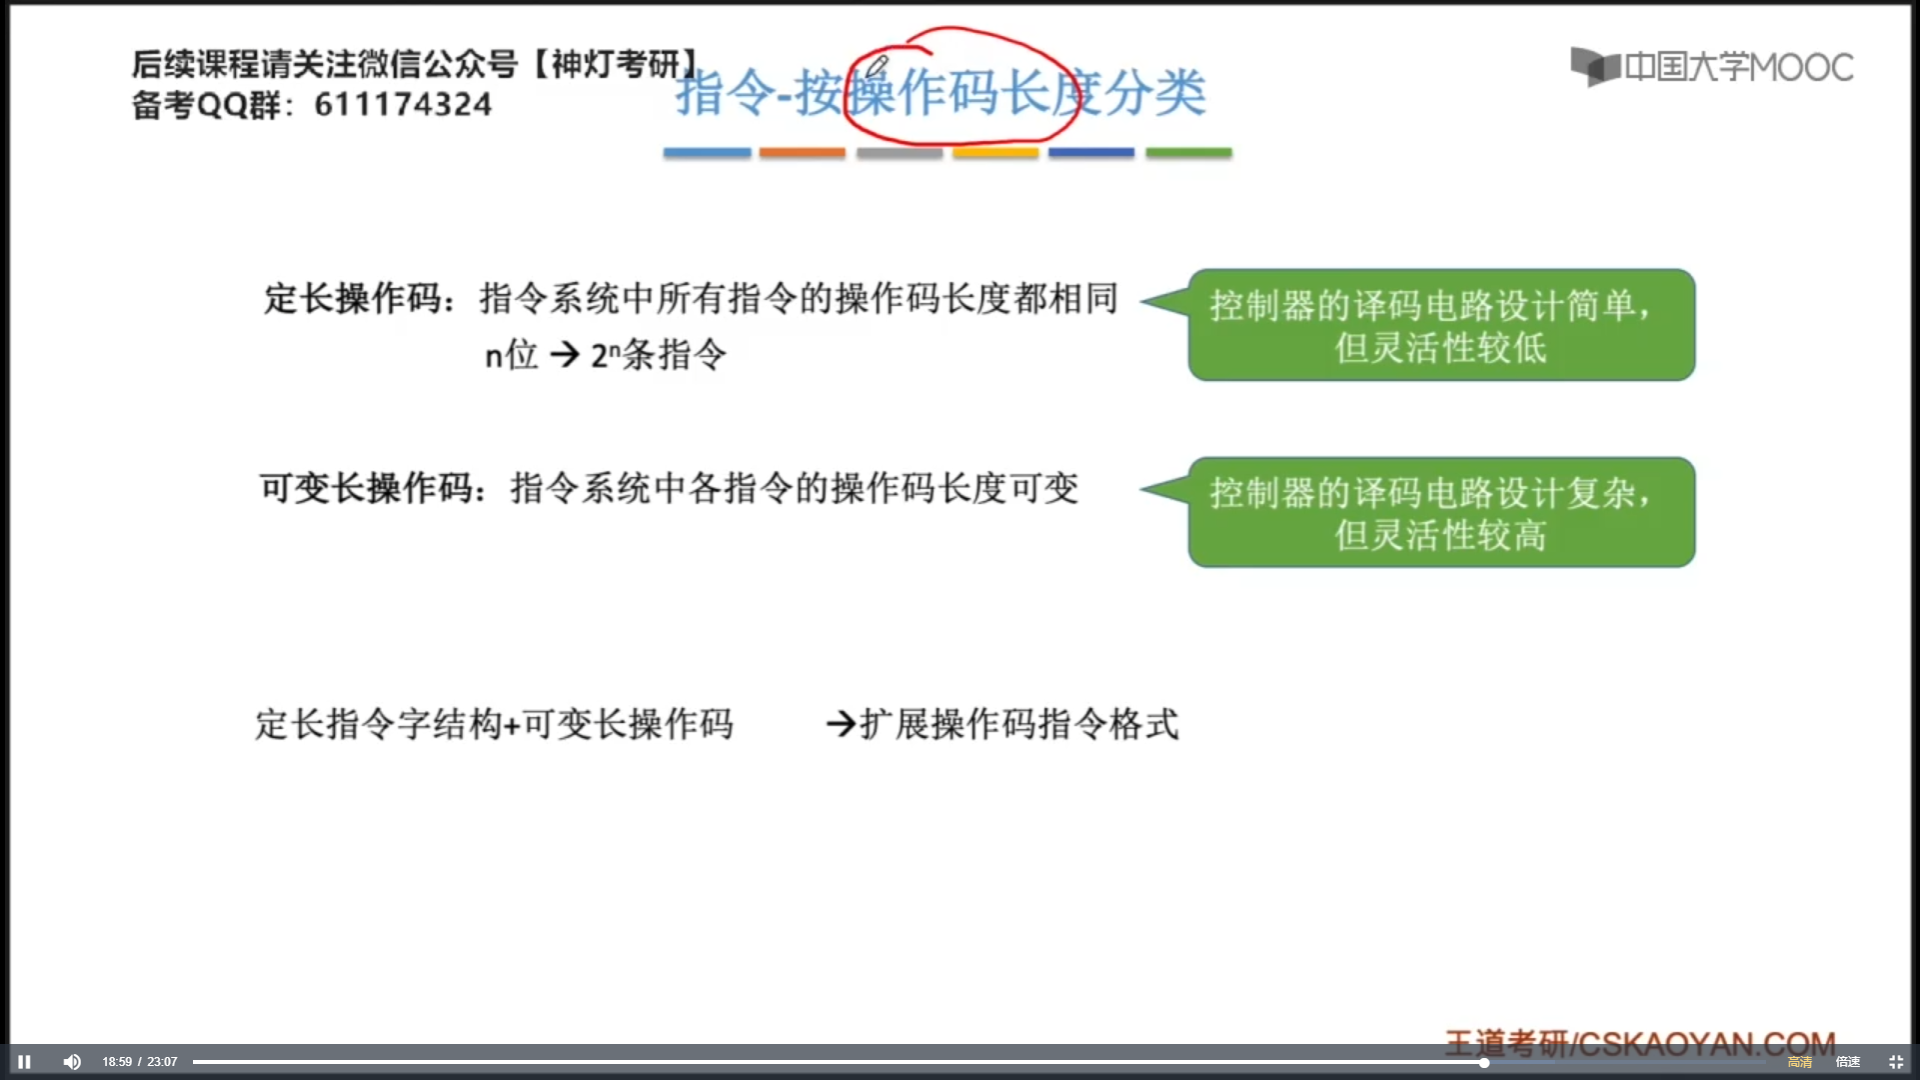 后续课程请关注微信公众号【神灯考研】
备考QQ群：611174324
指令-按操作码长度分类
中国大学MOOC
定长操作码：指令系统中所有指令的操作码长度都相同
n位 → 2ⁿ条指令
控制器的译码电路设计简单，
但灵活性较低
可变长操作码：指令系统中各指令的操作码长度可变
控制器的译码电路设计复杂，
但灵活性较高
定长指令字结构+可变长操作码 →扩展操作码指令格式
王道考研/CSKAOYAN.COM
18:59 / 23:07 高清 倍速